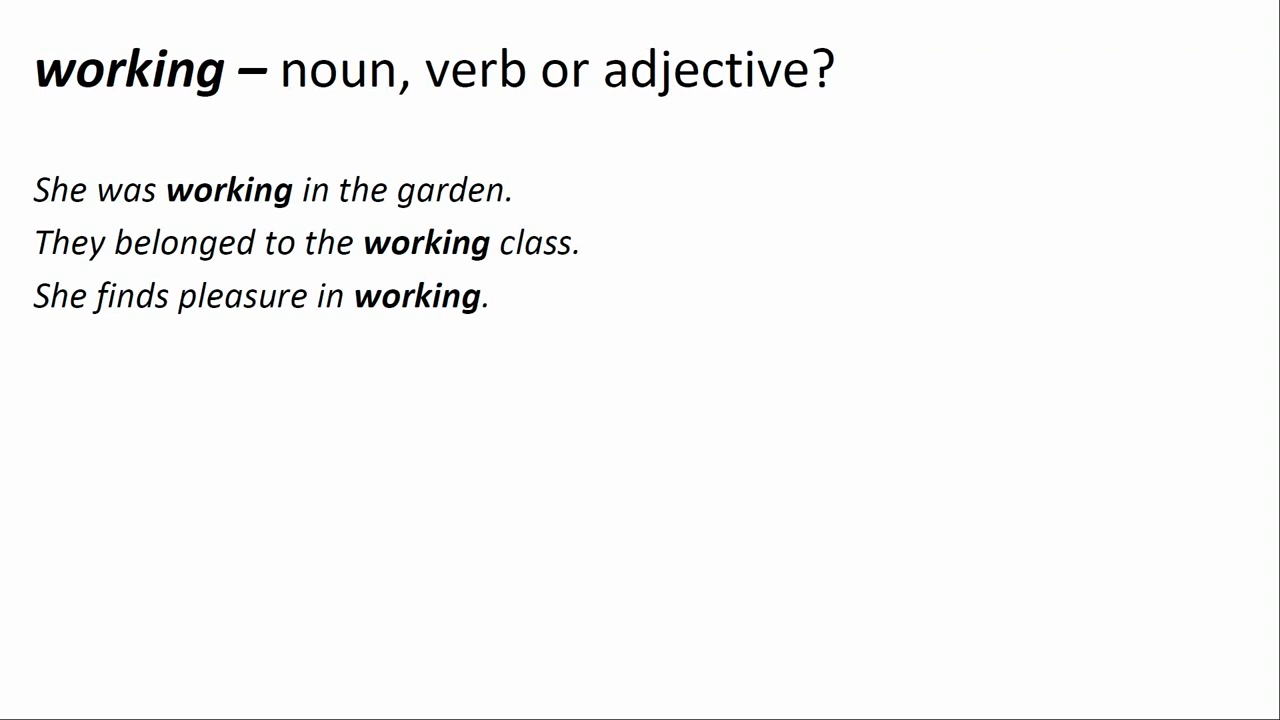 working – noun, verb or adjective?
She was working in the garden.
They belonged to the working class.
She finds pleasure in working.